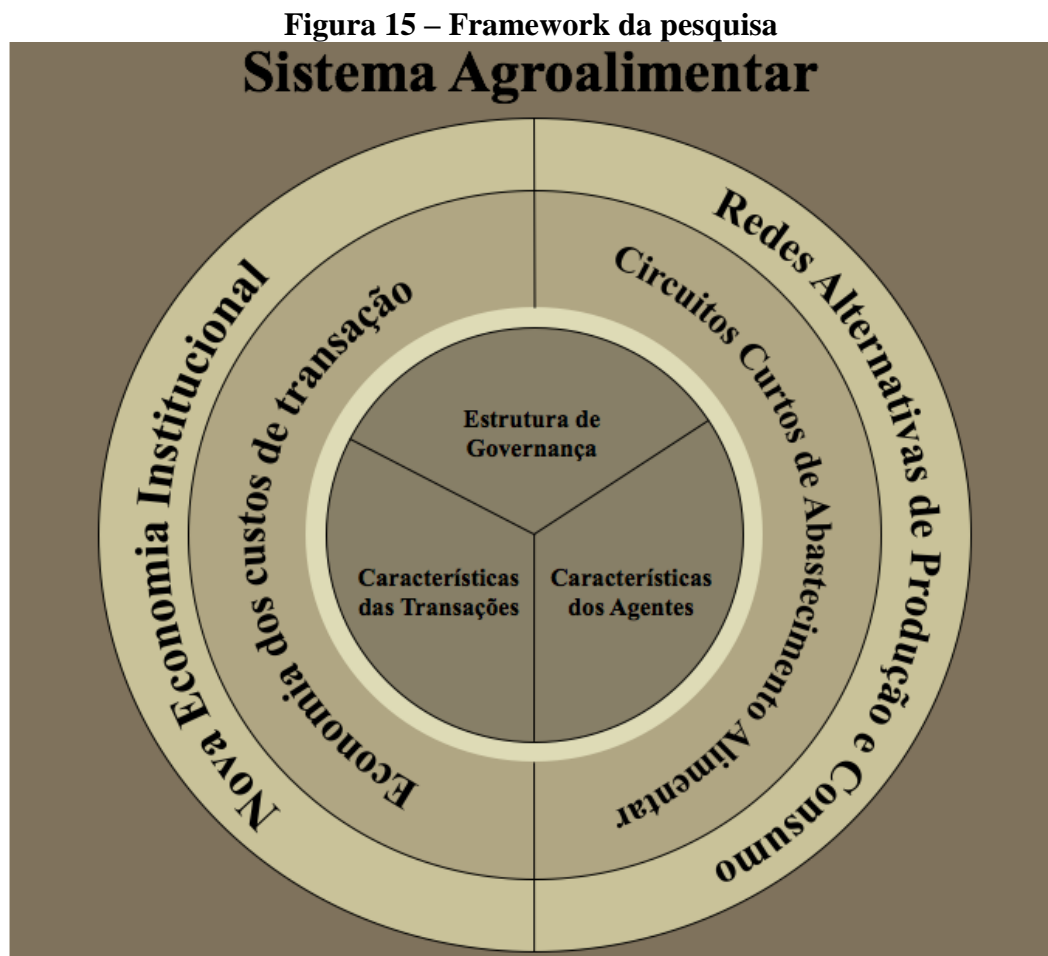 Figura 15 – Framework da pesquisa
Sistema Agroalimentar
Nova Economia Institucional
Economia dos custos de transação
Circuitos Curtos de Abastecimento Alimentar
Redes Alternativas de Produção e Consumo
Estrutura de
Governança
Características
das Transações
Características
dos Agentes